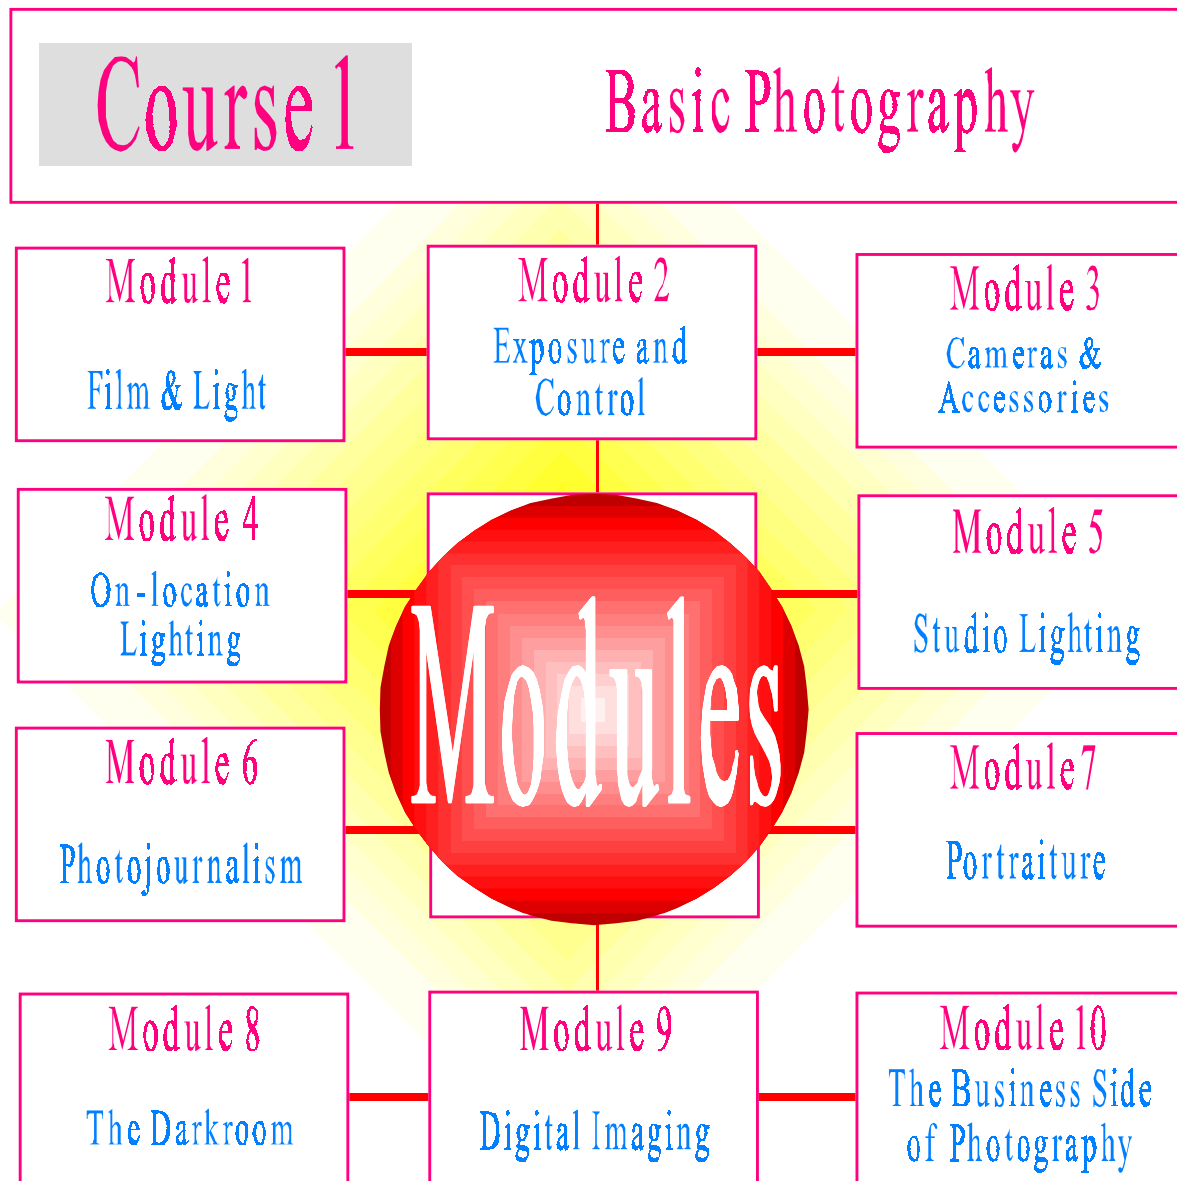 Course 1
Basic Photography
Module 1
Film & Light
Module 2
Exposure and
Control
Module 3
Cameras &
Accessories
Module 4
On-location
Lighting
Modules
Module 5
Studio Lighting
Module 6
Photojournalism
Module7
Portraiture
Module 8
The Darkroom
Module 9
Digital Imaging
Module 10
The Business Side
of Photography